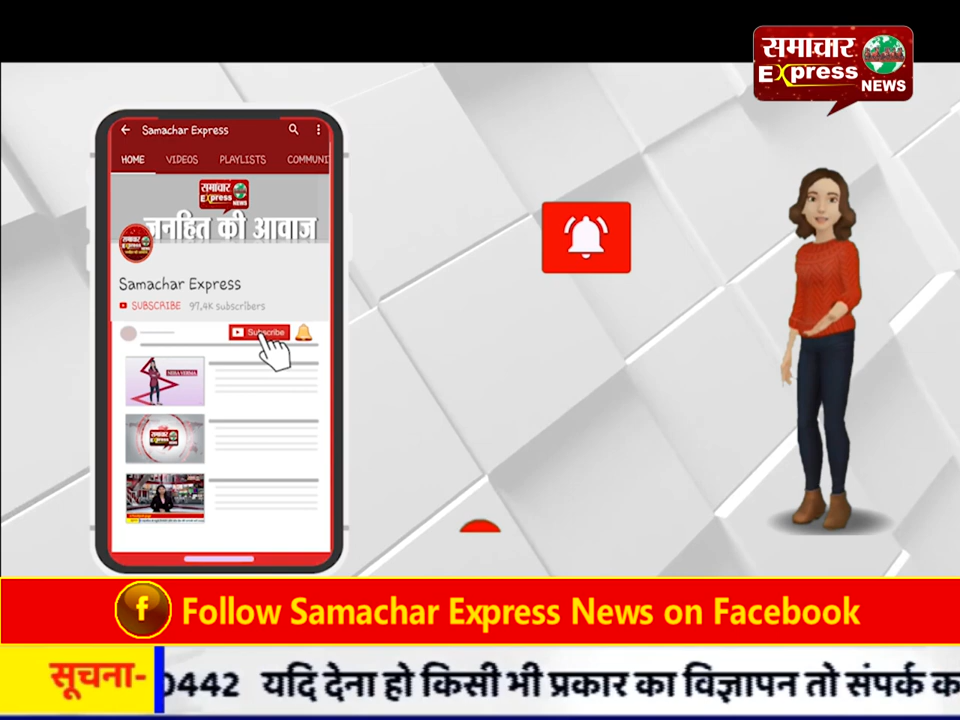 समाचार
Express
NEWS
Samachar Express
HOME VIDEOS PLAYLISTS COMMUNI
समाचार
Express
NEWS
जनहित की आवाज
Samachar Express
SUBSCRIBE 97.4K subscribers
Subscribe
Follow Samachar Express News on Facebook
सूचना- 0442 यदि देना हो किसी भी प्रकार का विज्ञापन तो संपर्क क